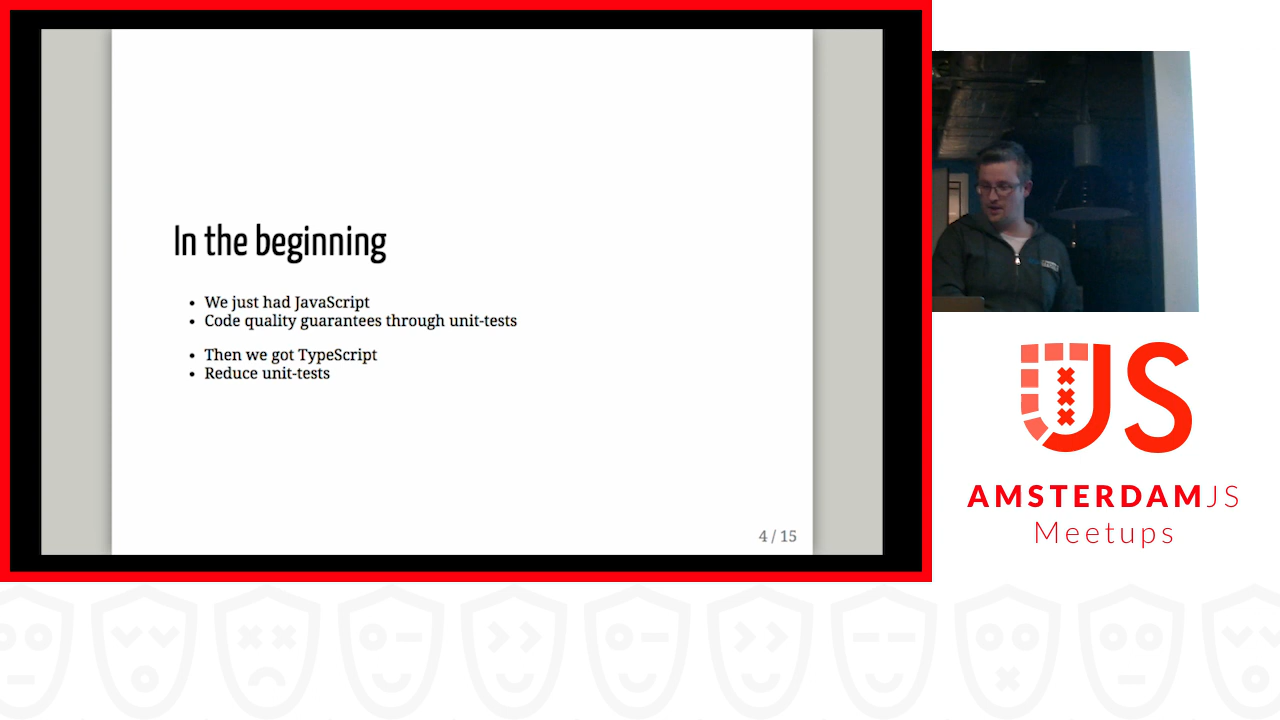 In the beginning
We just had JavaScript
Code quality guarantees through unit-tests
Then we got TypeScript
Reduce unit-tests
4 / 15
JS
AMSTERDAMJS
Meetups